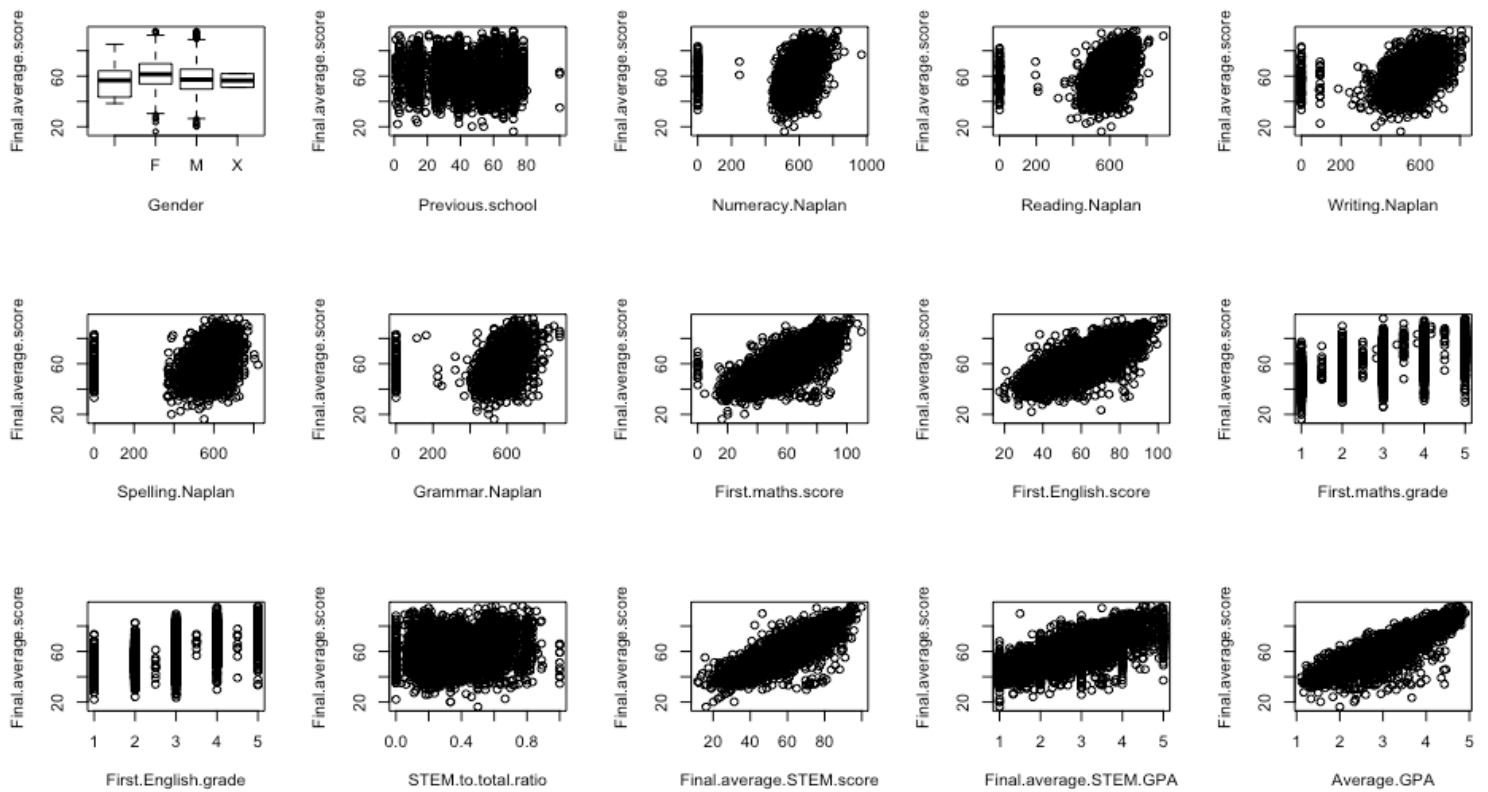 Final.average.score
60
20
F M X
Gender
Final.average.score
60
20
0 20 40 60 80
Previous.school
Final.average.score
60
20
0 200 600 1000
Numeracy.Naplan
Final.average.score
60
20
0 200 600
Reading.Naplan
Final.average.score
60
20
0 200 600
Writing.Naplan
Final.average.score
60
20
0 200 600
Spelling.Naplan
Final.average.score
60
20
0 200 600
Grammar.Naplan
Final.average.score
60
20
0 20 60 100
First.maths.score
Final.average.score
60
20
20 40 60 80 100
First.English.score
Final.average.score
60
20
1 2 3 4 5
First.maths.grade
Final.average.score
60
20
1 2 3 4 5
First.English.grade
Final.average.score
60
20
0.0 0.4 0.8
STEM.to.total.ratio
Final.average.score
60
20
20 40 60 80
Final.average.STEM.score
Final.average.score
60
20
1 2 3 4 5
Final.average.STEM.GPA
Final.average.score
60
20
1 2 3 4 5
Average.GPA